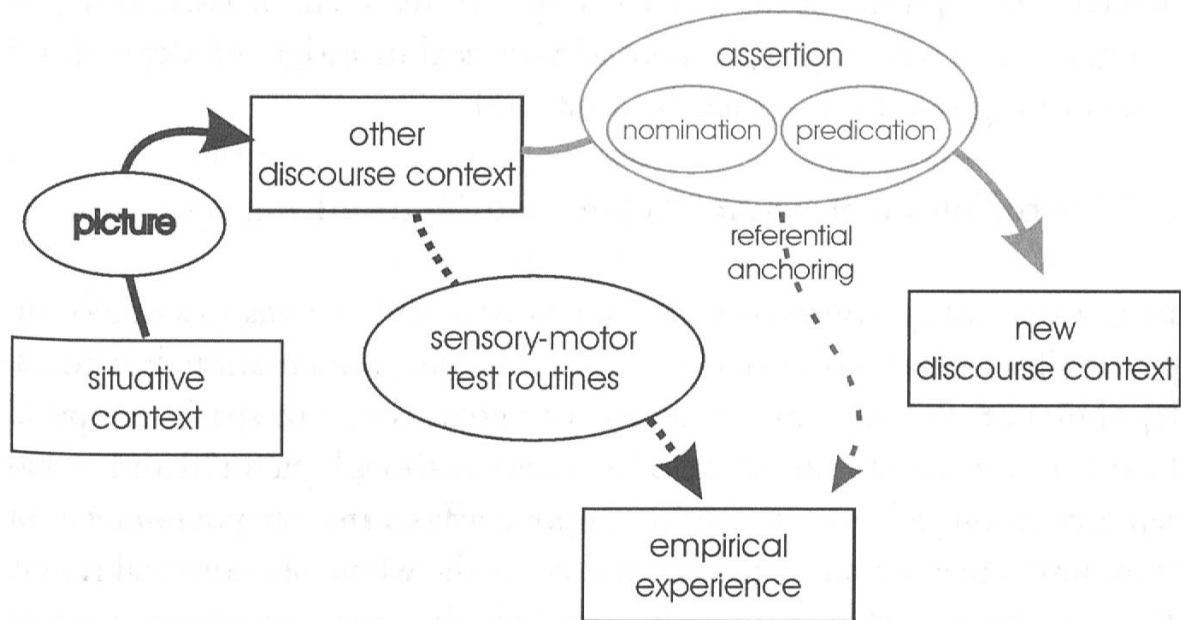 assertion
nomination
predication
other
discourse context
picture
referential
anchoring
sensory-motor
test routines
new
discourse context
situative
context
empirical
experience